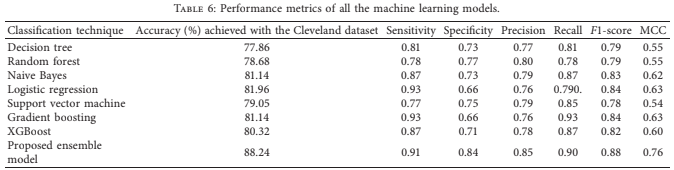 TABLE 6: Performance metrics of all the machine learning models.
Classification technique Accuracy (%) achieved with the Cleveland dataset Sensitivity Specificity Precision Recall F1-score MCC
Decision tree 77.86 0.81 0.73 0.77 0.81 0.79 0.55
Random forest 78.68 0.78 0.77 0.80 0.78 0.79 0.55
Naive Bayes 81.14 0.87 0.73 0.79 0.87 0.83 0.62
Logistic regression 81.96 0.93 0.66 0.76 0.790. 0.84 0.63
Support vector machine 79.05 0.77 0.75 0.79 0.85 0.78 0.54
Gradient boosting 81.14 0.93 0.66 0.76 0.93 0.84 0.63
XGBoost 80.32 0.87 0.71 0.78 0.87 0.82 0.60
Proposed ensemble
model 88.24 0.91 0.84 0.85 0.90 0.88 0.76